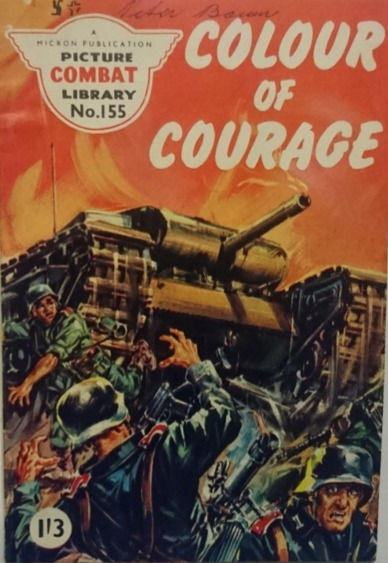 A
MICRON PUBLICATION
PICTURE
COMBAT
LIBRARY
No.155
COLOUR
OF
COURAGE
1'3